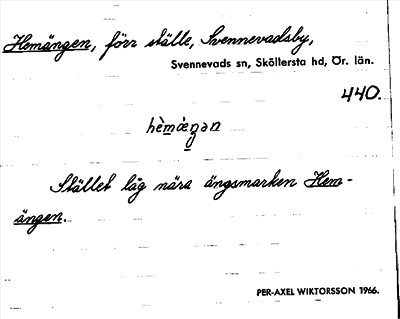 Hemängen, förr ställe, Svennevadsby,
Svennevads sn, Sköllersta hd, Ör. län.
440.
Stället låg nära ängsmarken Hem-
ängen.
PER-AXEL WIKTORSSON 1966.